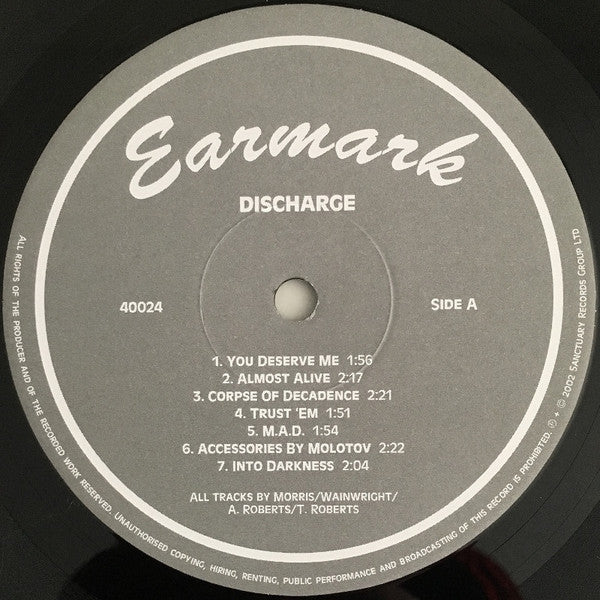 Earmark
DISCHARGE
40024
SIDE A
1. YOU DESERVE ME 1:56
2. ALMOST ALIVE 2:17
3. CORPSE OF DECADENCE 2:21
4. TRUST 'EM 1:51
5. M.A.D. 1:54
6. ACCESSORIES BY MOLOTOV 2:22
7. INTO DARKNESS 2:04
ALL TRACKS BY MORRIS/WAINWRIGHT/
A. ROBERTS/T. ROBERTS
ALL RIGHTS OF THE PRODUCER AND OF THE RECORDED WORK RESERVED. UNAUTHORISED COPYING, HIRING, RENTING, PUBLIC PERFORMANCE AND BROADCASTING OF THIS RECORD IS PROHIBITED. ℗ + © 2002 SANCTUARY RECORDS GROUP LTD